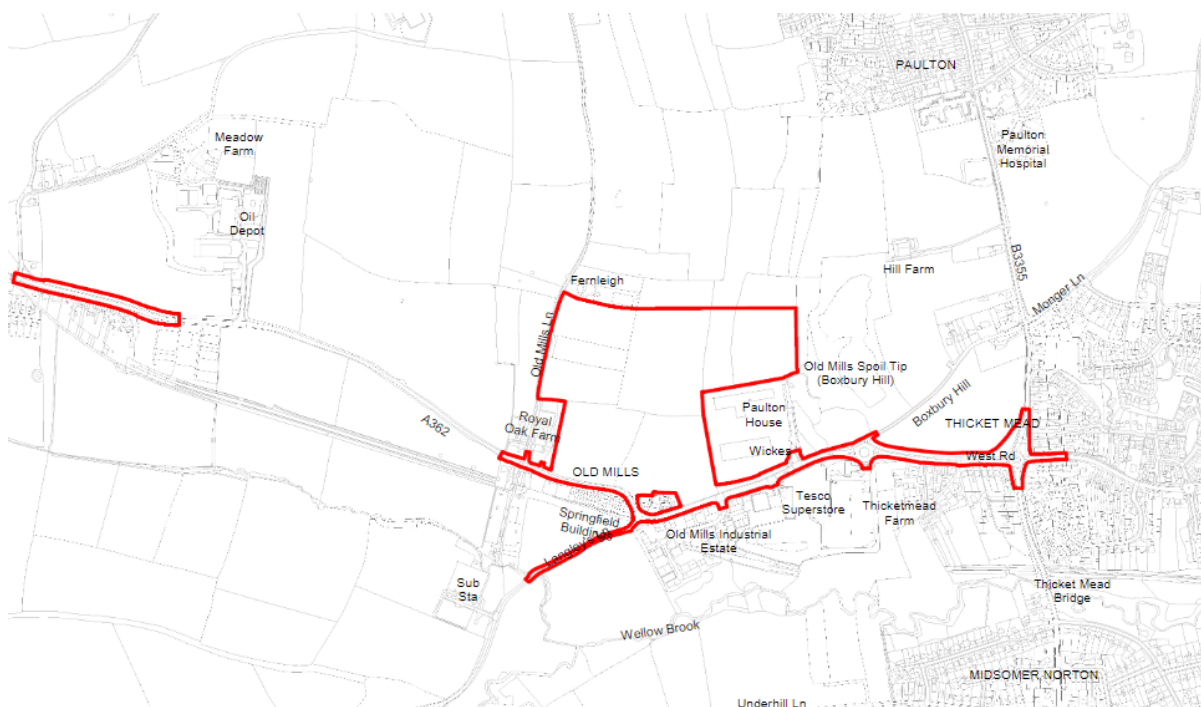 PAULTON
Meadow
Farm
Paulton
Memorial
Hospital
Oil
Depot
B3355
Hill Farm
Fernleigh
Monger Ln
Old Mills Ln
Old Mills Spoil Tip
(Boxbury Hill)
Boxbury Hill
Paulton
House
Royal
Oak Farm
A362
THICKET MEAD
Wickes
West Rd
OLD MILLS
Tesco
Superstore
Thicketmead
Farm
Springfield
Buildings
Langley's Ln
Old Mills Industrial
Estate
Sub
Sta
Thicket Mead
Bridge
Wellow Brook
MIDSOMER NORTON
Underhill Ln